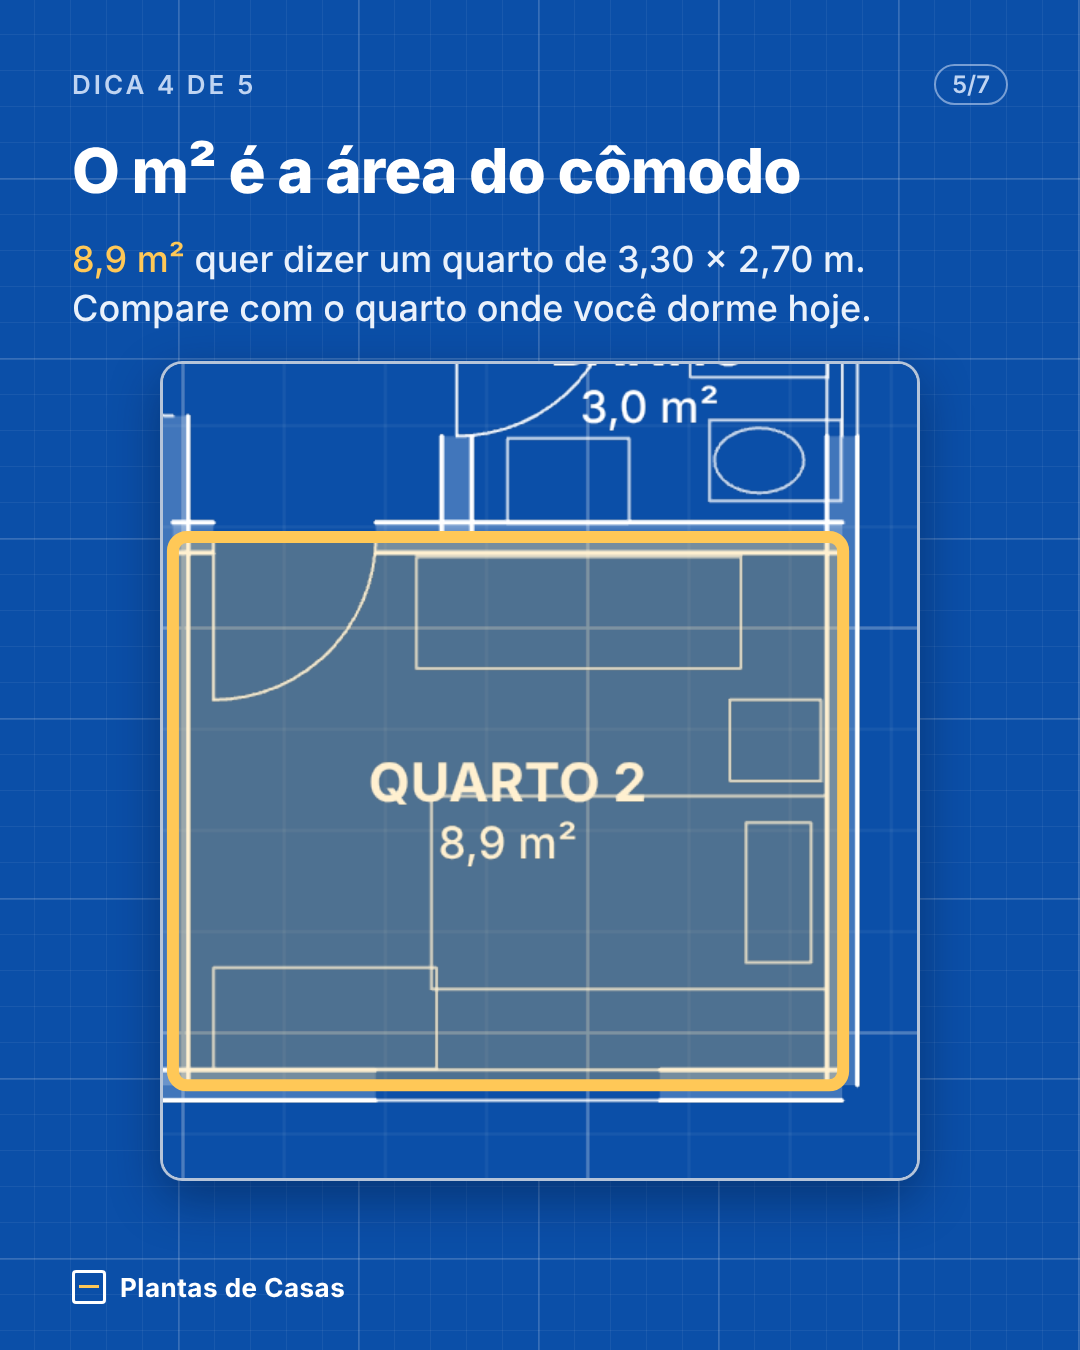 DICA 4 DE 5
5/7
O m² é a área do cômodo
8,9 m² quer dizer um quarto de 3,30 × 2,70 m.
Compare com o quarto onde você dorme hoje.
3,0 m²
QUARTO 2
8,9 m²
Plantas de Casas